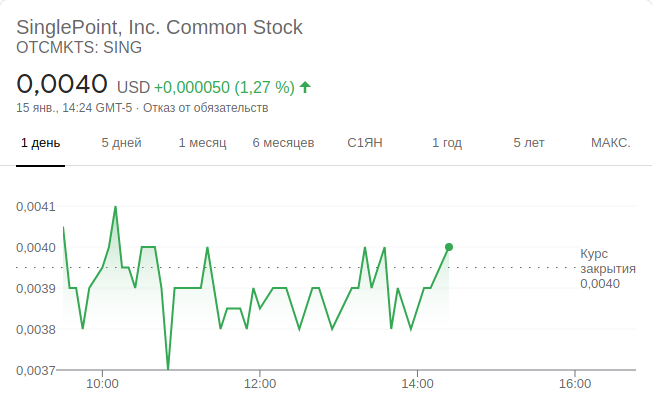 SinglePoint, Inc. Common Stock
OTCMKTS: SING
0,0040 USD +0,000050 (1,27 %)
15 янв., 14:24 GMT-5 · Отказ от обязательств
1 день 5 дней 1 месяц 6 месяцев С1ЯН 1 год 5 лет МАКС.
0,0041
0,0040
0,0039
0,0038
0,0037
Курс
закрытия
0,0040
10:00 12:00 14:00 16:00